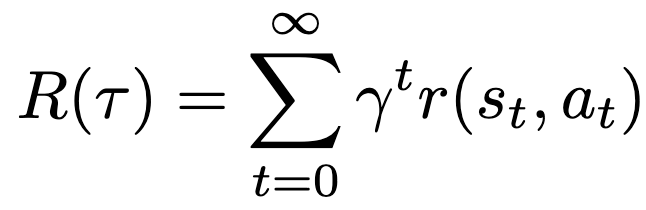 R(τ) = ∑_{t=0}^{∞} γ^t r(s_t, a_t)